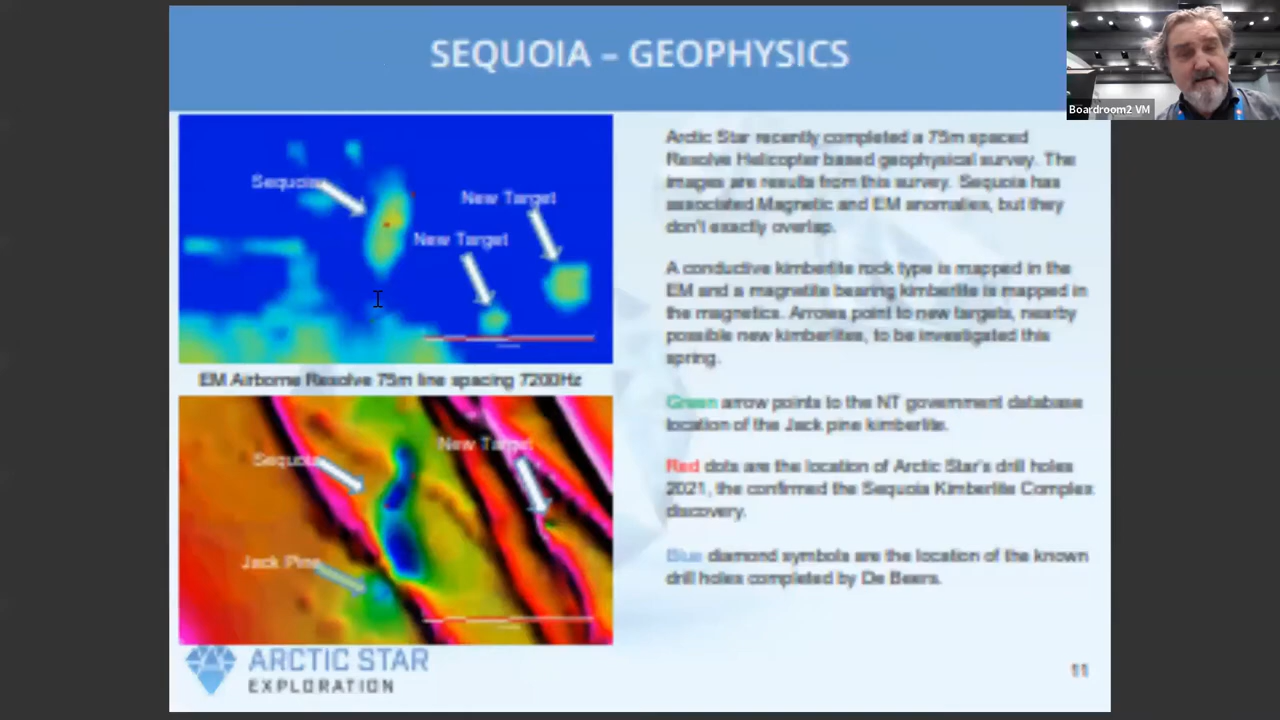 SEQUOIA – GEOPHYSICS
Boardroom2 VM
Sequoia
New Target
New Target
EM Airborne Resolve 75m line spacing 7200Hz
Sequoia
New Target
Jack Pine
Arctic Star recently completed a 75m spaced
Resolve Helicopter based geophysical survey. The
images are results from this survey. Sequoia has
associated Magnetic and EM anomalies, but they
don't exactly overlap.
A conductive kimberlite rock type is mapped in the
EM and a magnetite bearing kimberlite is mapped in
the magnetics. Arrows point to new targets, nearby
possible new kimberlites, to be investigated this
spring.
Green arrow points to the NT government database
location of the Jack pine kimberlite.
Red dots are the location of Arctic Star's drill holes
2021, the confirmed the Sequoia Kimberlite Complex
discovery.
Blue diamond symbols are the location of the known
drill holes completed by De Beers.
ARCTIC STAR
EXPLORATION
11